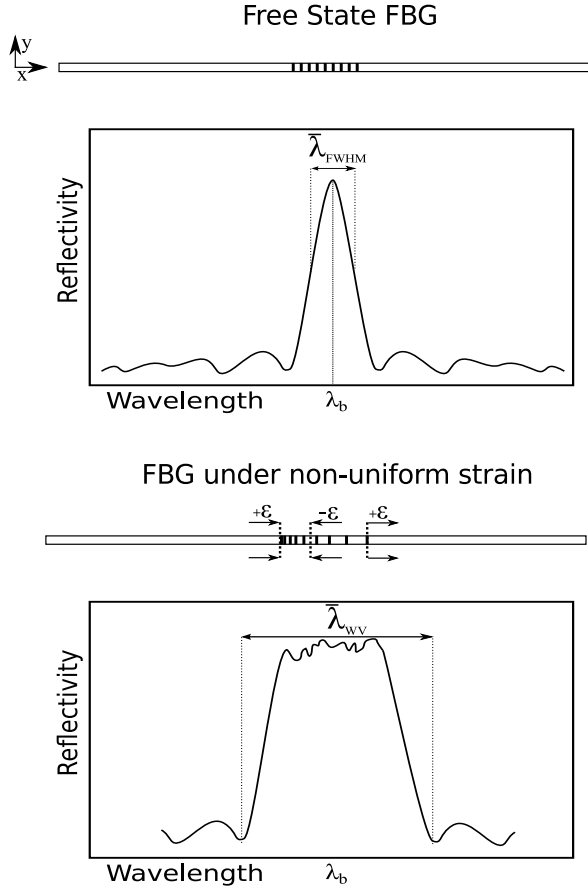 Free State FBG
y
x
λ̅FWHM
Reflectivity
Wavelength
λb
FBG under non-uniform strain
+ε -ε +ε
λ̅WV
Reflectivity
Wavelength
λb